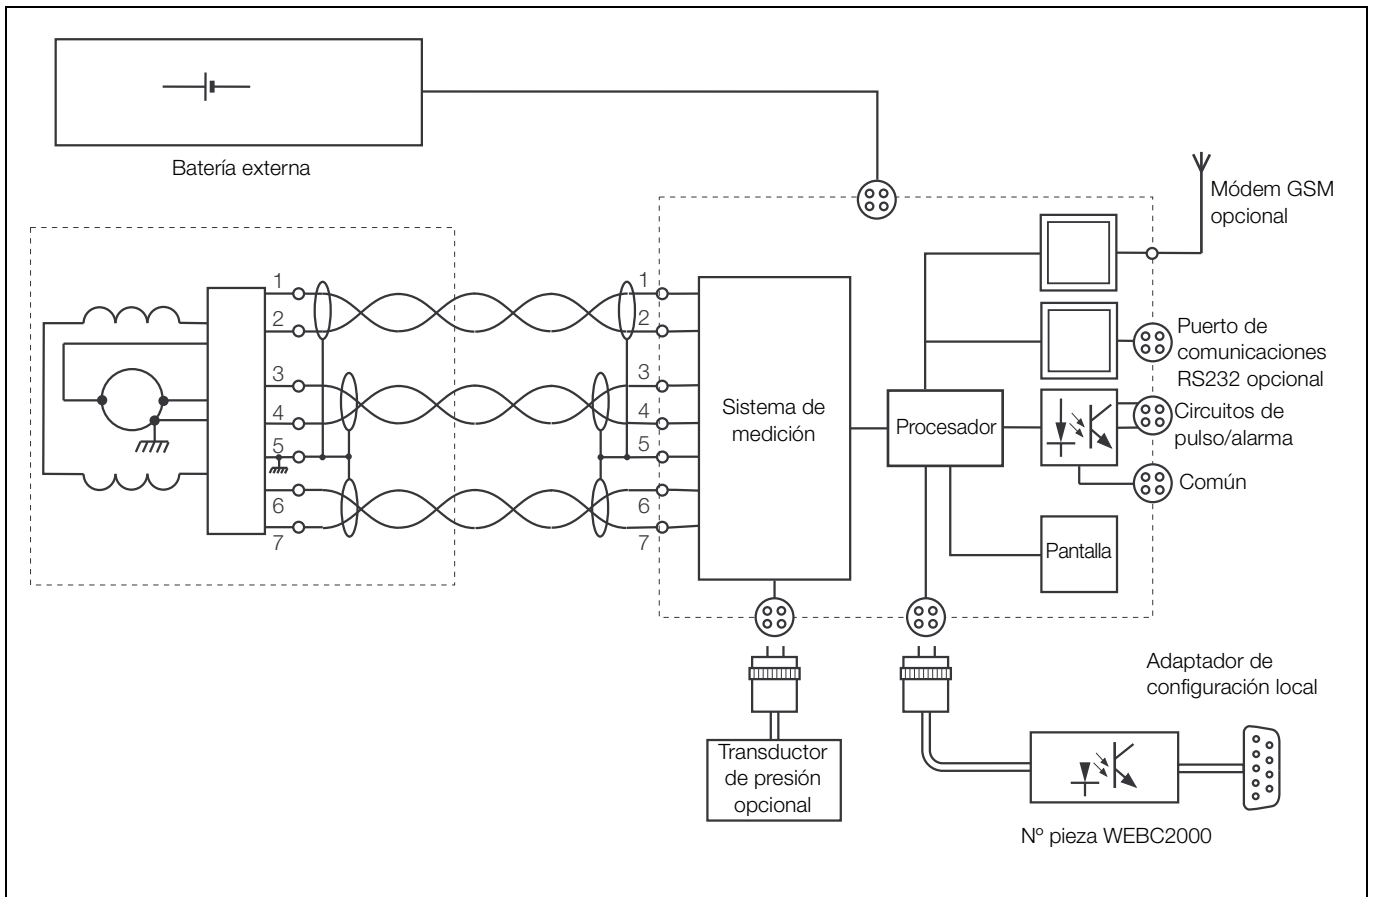 Batería externa
Módem GSM
opcional
1
2
3
4
5
6
7
1
2
3
4
5
6
7
Sistema de
medición
Procesador
Puerto de
comunicaciones
RS232 opcional
Circuitos de
pulso/alarma
Común
Pantalla
Transductor
de presión
opcional
Adaptador de
configuración local
Nº pieza WEBC2000